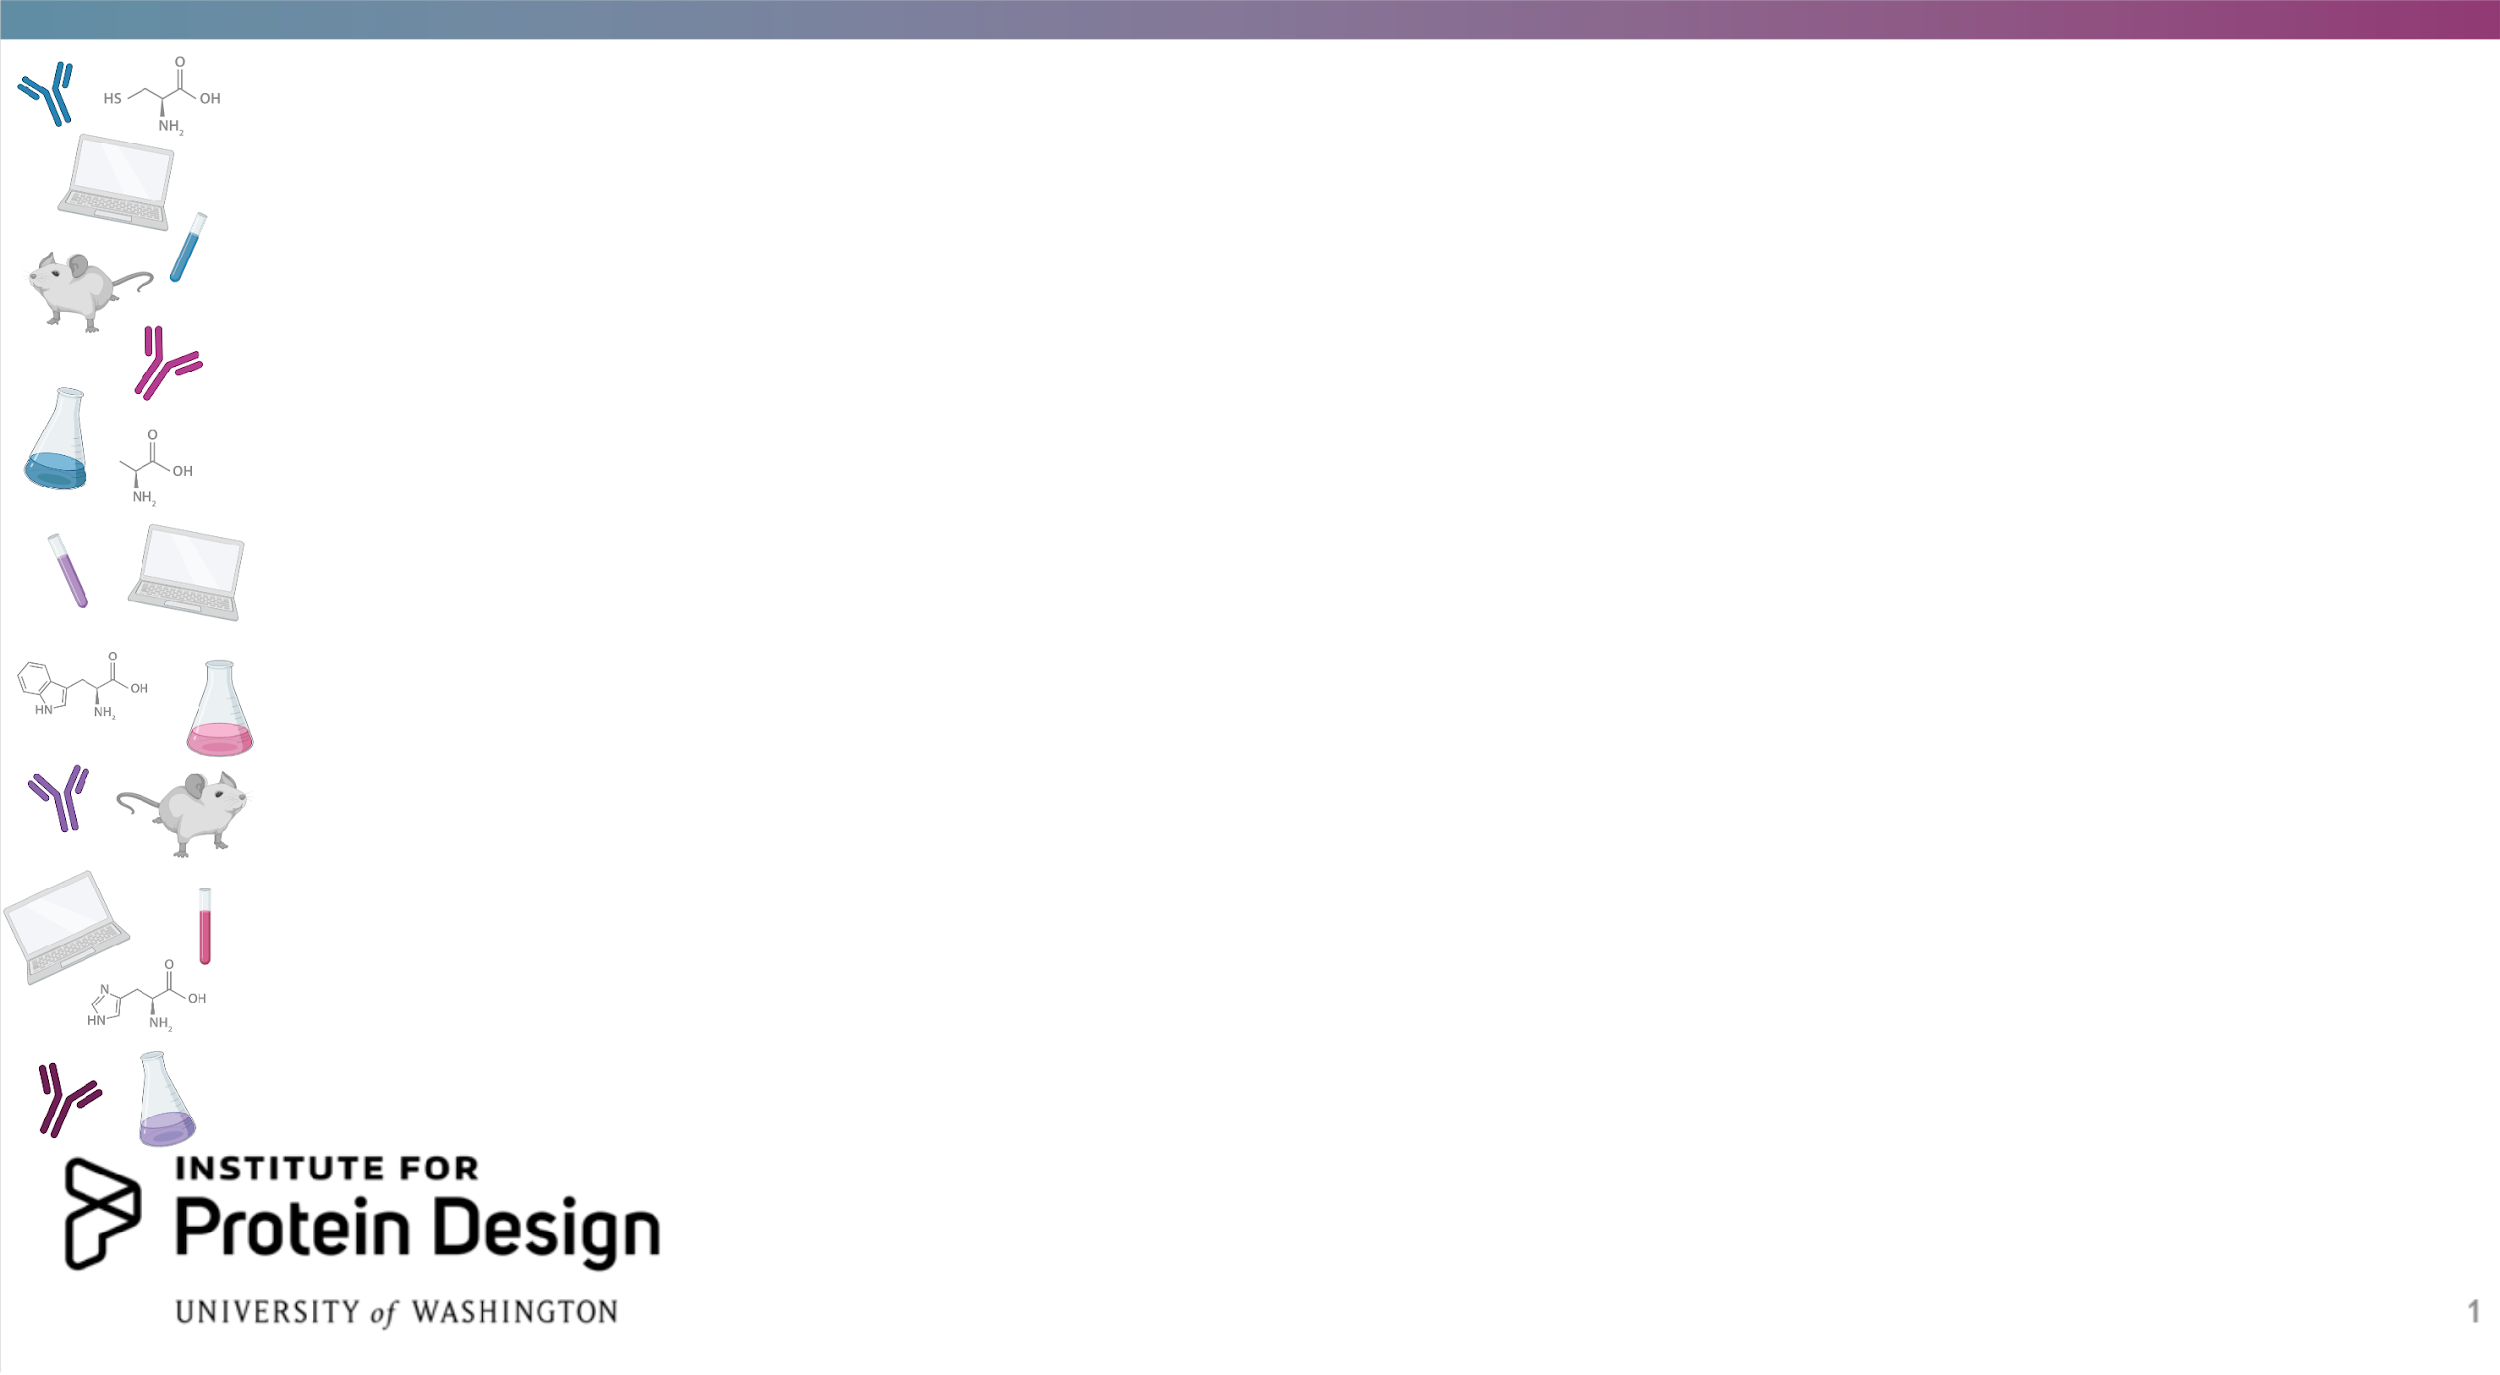 O
HS
OH
NH2
O
OH
NH2
O
OH
HN
NH2
O
N
OH
HN
NH2
INSTITUTE FOR
Protein Design
UNIVERSITY of WASHINGTON
1